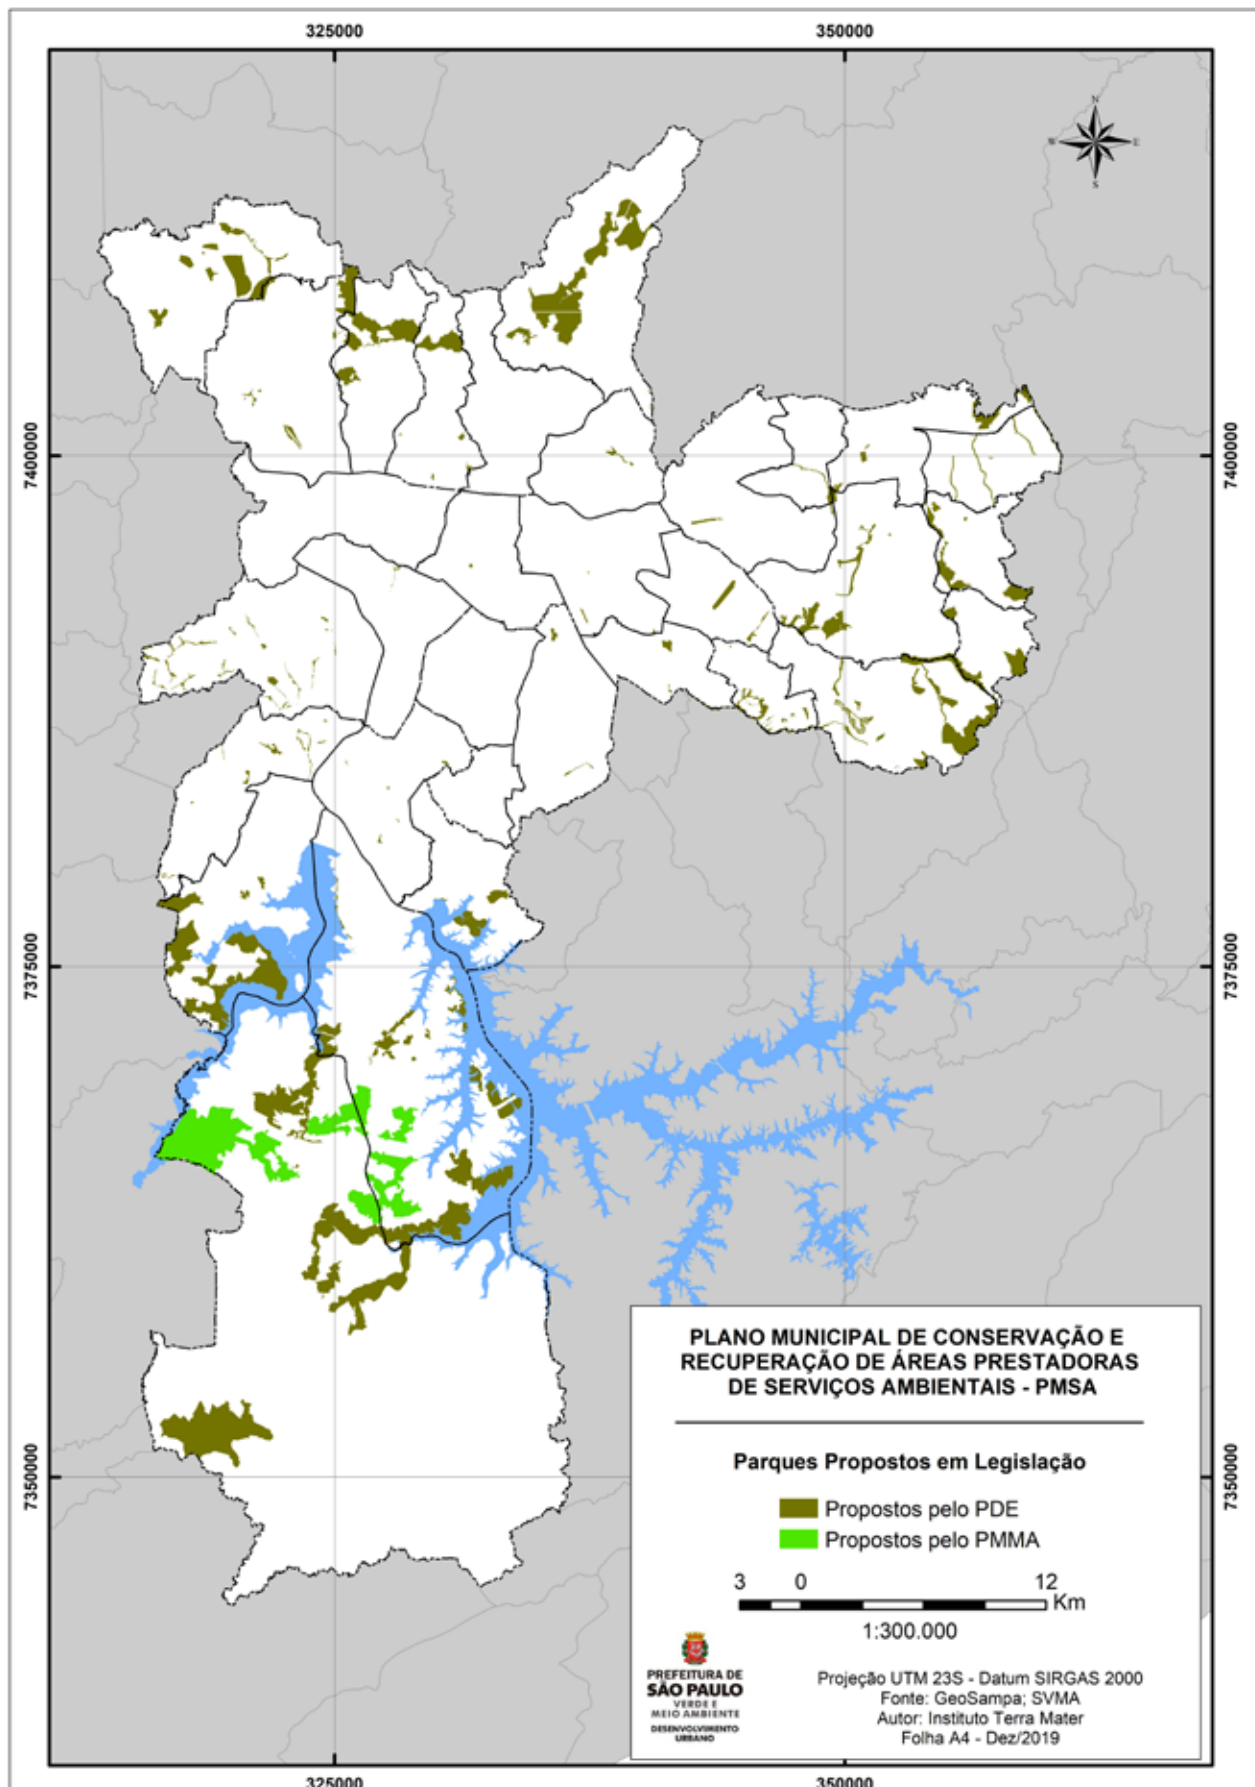 325000
350000
N
W
E
S
7400000
7400000
7375000
7375000
7350000
7350000
PLANO MUNICIPAL DE CONSERVAÇÃO E
RECUPERAÇÃO DE ÁREAS PRESTADORAS
DE SERVIÇOS AMBIENTAIS - PMSA
Parques Propostos em Legislação
Propostos pelo PDE
Propostos pelo PMMA
3 0 12
Km
1:300.000
PREFEITURA DE
SÃO PAULO
VERDE E
MEIO AMBIENTE
DESENVOLVIMENTO
URBANO
Projeção UTM 23S - Datum SIRGAS 2000
Fonte: GeoSampa; SVMA
Autor: Instituto Terra Mater
Folha A4 - Dez/2019
325000
350000